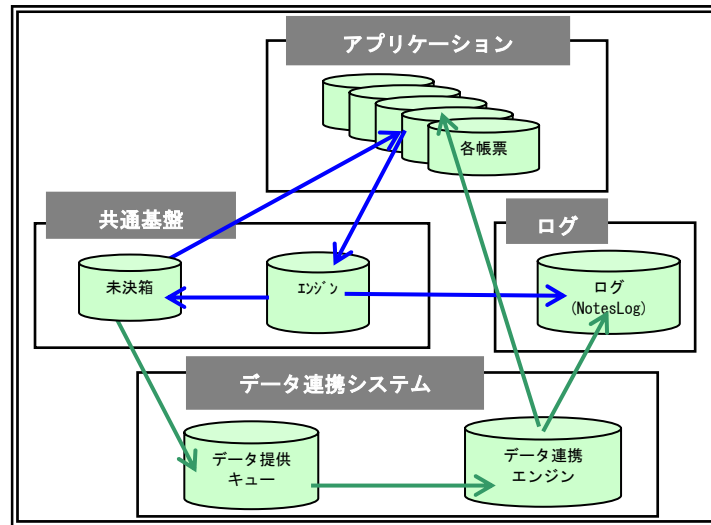 アプリケーション
各帳票
共通基盤
未決箱
ｴﾝｼﾞﾝ
ログ
ログ
(NotesLog)
データ連携システム
データ提供
キュー
データ連携
エンジン